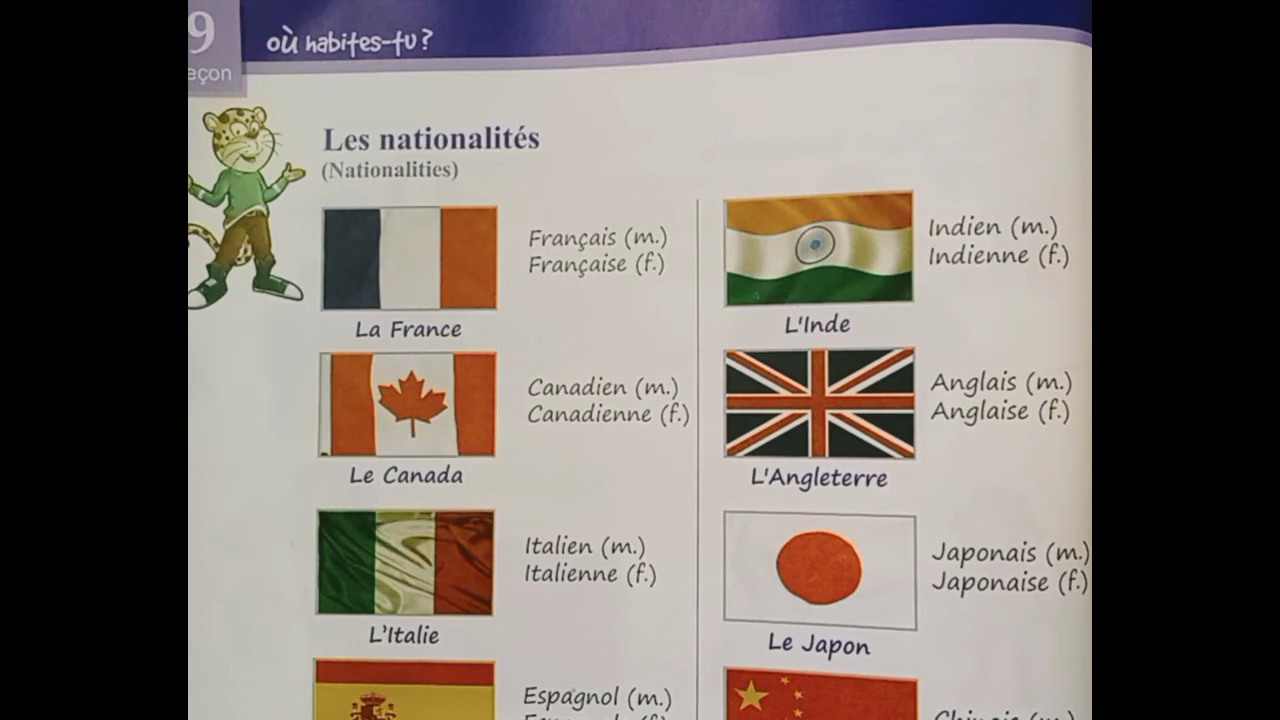 9
où habites-tu?
Les nationalités
(Nationalities)
Français (m.)
Française (f.)
La France
Canadien (m.)
Canadienne (f.)
Le Canada
Italien (m.)
Italienne (f.)
L'Italie
Espagnol (m.)
Indien (m.)
Indienne (f.)
L'Inde
Anglais (m.)
Anglaise (f.)
L'Angleterre
Japonais (m.)
Japonaise (f.)
Le Japon